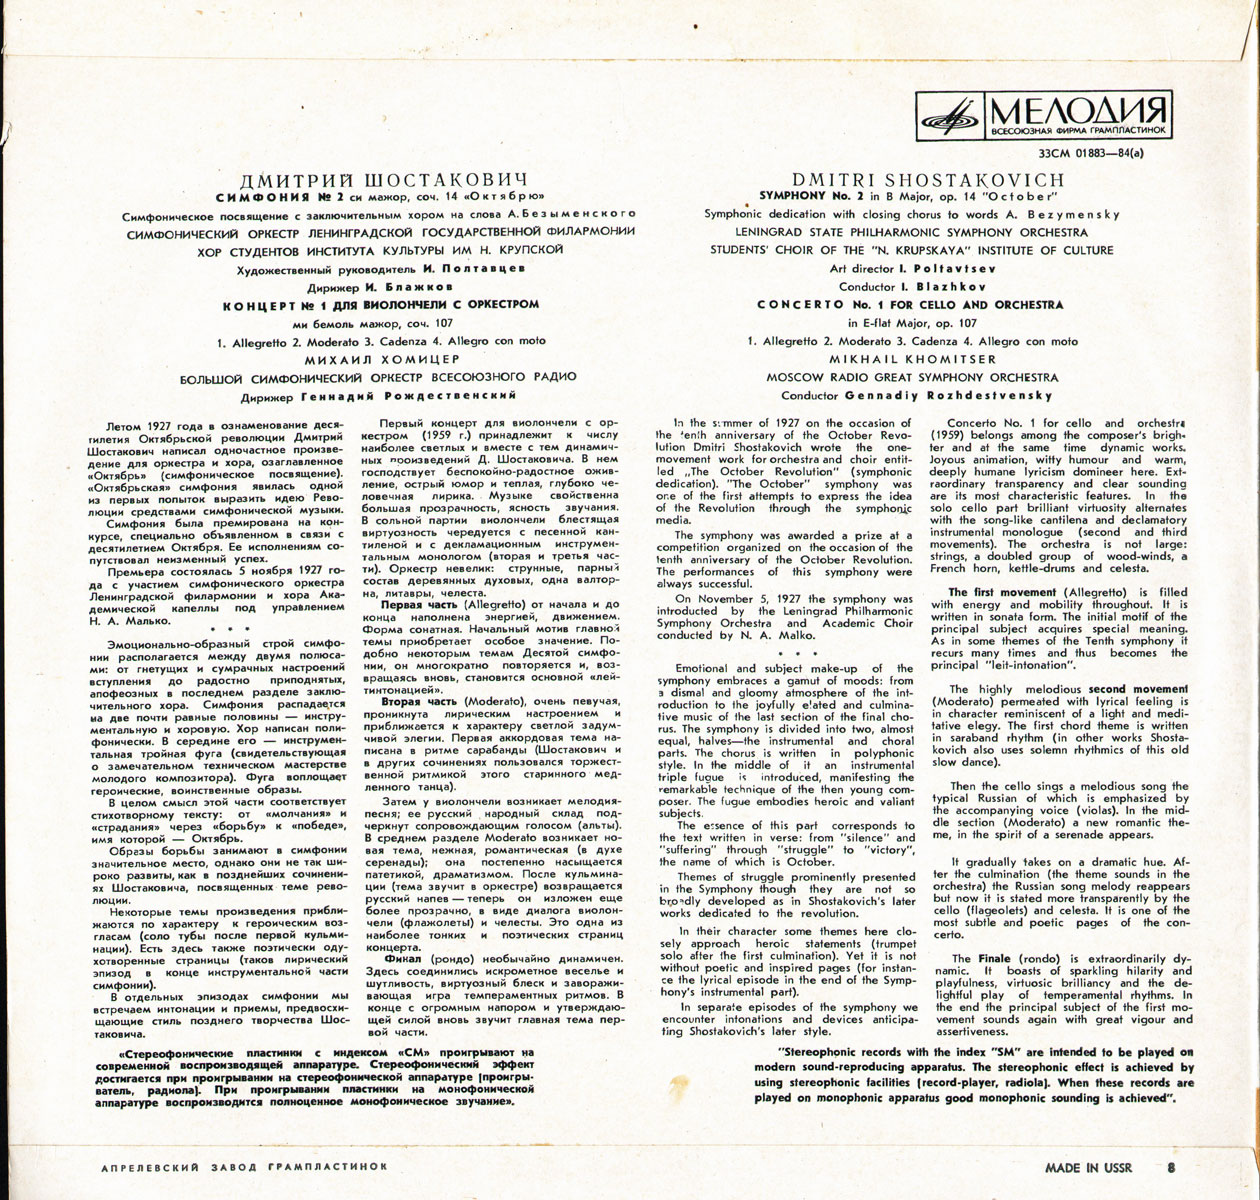 МЕЛОДИЯ
ВСЕСОЮЗНАЯ ФИРМА ГРАМПЛАСТИНОК
33СМ 01883—84(а)
ДМИТРИЙ ШОСТАКОВИЧ
СИМФОНИЯ № 2 си мажор, соч. 14 «Октябрю»
Симфоническое посвящение с заключительным хором на слова А. Безыменского
СИМФОНИЧЕСКИЙ ОРКЕСТР ЛЕНИНГРАДСКОЙ ГОСУДАРСТВЕННОЙ ФИЛАРМОНИИ
ХОР СТУДЕНТОВ ИНСТИТУТА КУЛЬТУРЫ ИМ Н. КРУПСКОЙ
Художественный руководитель И. Полтавцев
Дирижер И. Блажков
КОНЦЕРТ № 1 ДЛЯ ВИОЛОНЧЕЛИ С ОРКЕСТРОМ
ми бемоль мажор, соч. 107
1. Allegretto 2. Moderato 3. Cadenza 4. Allegro con moto
МИХАИЛ ХОМИЦЕР
БОЛЬШОЙ СИМФОНИЧЕСКИЙ ОРКЕСТР ВСЕСОЮЗНОГО РАДИО
Дирижер Геннадий Рождественский
Летом 1927 года в ознаменование деся-
тилетия Октябрьской революции Дмитрий
Шостакович написал одночастное произве-
дение для оркестра и хора, озаглавленное
«Октябрь» (симфоническое посвящение).
«Октябрьская» симфония явилась одной
из первых попыток выразить идею Рево-
люции средствами симфонической музыки.
Симфония была премирована на кон-
курсе, специально объявленном в связи с
десятилетием Октября. Ее исполнениям со-
путствовал неизменный успех.
Премьера состоялась 5 ноября 1927 го-
да с участием симфонического оркестра
Ленинградской филармонии и хора Ака-
демической капеллы под управлением
Н. А. Малько.
* * *
Эмоционально-образный строй симфо-
нии располагается между двумя полюса-
ми: от гнетущих и сумрачных настроений
вступления до радостно приподнятых,
апофеозных в последнем разделе заклю-
чительного хора. Симфония распадается
на две почти равные половины — инстру-
ментальную и хоровую. Хор написан поли-
фонически. В середине его — инструмен-
тальная тройная фуга (свидетельствующая
о замечательном техническом мастерстве
молодого композитора). Фуга воплощает
героические, воинственные образы.
В целом смысл этой части соответствует
стихотворному тексту: от «молчания» и
«страдания» через «борьбу» к «победе»,
имя которой — Октябрь.
Образы борьбы занимают в симфонии
значительное место, однако они не так ши-
роко развиты, как в позднейших сочинени-
ях Шостаковича, посвященных теме рево-
люции.
Некоторые темы произведения прибли-
жаются по характеру к героическим воз-
гласам (соло тубы после первой кульми-
нации). Есть здесь также поэтически оду-
хотворенные страницы (таков лирический
эпизод в конце инструментальной части
симфонии).
В отдельных эпизодах симфонии мы
встречаем интонации и приемы, предвосхи-
щающие стиль позднего творчества Шос-
таковича.
Первый концерт для виолончели с ор-
кестром (1959 г.) принадлежит к числу
наиболее светлых и вместе с тем динамич-
ных произведений Д. Шостаковича. В нем
господствует беспокойно-радостное ожив-
ление, острый юмор и теплая, глубоко че-
ловечная лирика. Музыке свойственна
большая прозрачность, ясность звучания.
В сольной партии виолончели блестящая
виртуозность чередуется с песенной кан-
тиленой и с декламационным инструмен-
тальным монологом (вторая и третья час-
ти). Оркестр невелик: струнные, парный
состав деревянных духовых, одна валтор-
на, литавры, челеста.
Первая часть (Allegretto) от начала и до
конца наполнена энергией, движением.
Форма сонатная. Начальный мотив главной
темы приобретает особое значение. По-
добно некоторым темам Десятой симфо-
нии, он многократно повторяется и, воз-
вращаясь вновь, становится основной «лей-
тинтонацией».
Вторая часть (Moderato), очень певучая,
проникнута лирическим настроением и
приближается к характеру светлой задум-
чивой элегии. Первая аккордовая тема на-
писана в ритме сарабанды (Шостакович и
в других сочинениях пользовался торжест-
венной ритмикой этого старинного мед-
ленного танца).
Затем у виолончели возникает мелодия-
песня; ее русский народный склад под-
черкнут сопровождающим голосом (альты).
В среднем разделе Moderato возникает но-
вая тема, нежная, романтическая (в духе
серенады); она постепенно насыщается
патетикой, драматизмом. После кульмина-
ции (тема звучит в оркестре) возвращается
русский напев — теперь он изложен еще
более прозрачно, в виде диалога виолон-
чели (флажолеты) и челесты. Это одна из
наиболее тонких и поэтических страниц
концерта.
Финал (рондо) необычайно динамичен.
Здесь соединились искрометное веселье и
шутливость, виртуозный блеск и заворажи-
вающая игра темпераментных ритмов. В
конце с огромным напором и утверждаю-
щей силой вновь звучит главная тема пер-
вой части.
«Стереофонические пластинки с индексом «СМ» проигрывают на
современной воспроизводящей аппаратуре. Стереофонический эффект
достигается при проигрывании на стереофонической аппаратуре (проигры-
ватель, радиола). При проигрывании пластинки на монофонической
аппаратуре воспроизводится полноценное монофоническое звучание».
DMITRI SHOSTAKOVICH
SYMPHONY No. 2 in B Major, op. 14 "October"
Symphonic dedication with closing chorus to words A. Bezymensky
LENINGRAD STATE PHILHARMONIC SYMPHONY ORCHESTRA
STUDENTS' CHOIR OF THE "N. KRUPSKAYA" INSTITUTE OF CULTURE
Art director I. Poltavtsev
Conductor I. Blazhkov
CONCERTO No. 1 FOR CELLO AND ORCHESTRA
in E-flat Major, op. 107
1. Allegretto 2. Moderato 3. Cadenza 4. Allegro con moto
MIKHAIL KHOMITSER
MOSCOW RADIO GREAT SYMPHONY ORCHESTRA
Conductor Gennadiy Rozhdestvensky
In the summer of 1927 on the occasion of
the tenth anniversary of the October Revo-
lution Dmitri Shostakovich wrote the one-
movement work for orchestra and choir entit-
led „The October Revolution" (symphonic
dedication). "The October" symphony was
one of the first attempts to express the idea
of the Revolution through the symphonic
media.
The symphony was awarded a prize at a
competition organized on the occasion of the
tenth anniversary of the October Revolution.
The performances of this symphony were
always successful.
On November 5, 1927 the symphony was
introducted by the Leningrad Philharmonic
Symphony Orchestra and Academic Choir
conducted by N. A. Malko.
* * *
Emotional and subject make-up of the
symphony embraces a gamut of moods: from
a dismal and gloomy atmosphere of the int-
roduction to the joyfully elated and culmina-
tive music of the last section of the final cho-
rus. The symphony is divided into two, almost
equal, halves—the instrumental and choral
parts. The chorus is written in polyphonic
style. In the middle of it an instrumental
triple fugue is introduced, manifesting the
remarkable technique of the then young com-
poser. The fugue embodies heroic and valiant
subjects.
The essence of this part corresponds to
the text written in verse: from "silence" and
"suffering" through "struggle" to "victory",
the name of which is October.
Themes of struggle prominently presented
in the Symphony though they are not so
broadly developed as in Shostakovich's later
works dedicated to the revolution.
In their character some themes here clo-
sely approach heroic statements (trumpet
solo after the first culmination). Yet it is not
without poetic and inspired pages (for instan-
ce the lyrical episode in the end of the Symp-
hony's instrumental part).
In separate episodes of the symphony we
encounter intonations and devices anticipa-
ting Shostakovich's later style.
Concerto No. 1 for cello and orchestra
(1959) belongs among the composer's brigh-
ter and at the same time dynamic works.
Joyous animation, witty humour and warm,
deeply humane lyricism domineer here. Ext-
raordinary transparency and clear sounding
are its most characteristic features. In the
solo cello part brilliant virtuosity alternates
with the song-like cantilena and declamatory
instrumental monologue (second and third
movements). The orchestra is not large:
strings, a doubled group of wood-winds, a
French horn, kettle-drums and celesta.
The first movement (Allegretto) is filled
with energy and mobility throughout. It is
written in sonata form. The initial motif of the
principal subject acquires special meaning.
As in some themes of the Tenth symphony it
recurs many times and thus becomes the
principal "leit-intonation".
The highly melodious second movement
(Moderato) permeated with lyrical feeling is
in character reminiscent of a light and medi-
tative elegy. The first chord theme is written
in saraband rhythm (in other works Shosta-
kovich also uses solemn rhythmics of this old
slow dance).
Then the cello sings a melodious song the
typical Russian of which is emphasized by
the accompanying voice (violas). In the mid-
dle section (Moderato) a new romantic the-
me, in the spirit of a serenade appears.
It gradually takes on a dramatic hue. Af-
ter the culmination (the theme sounds in the
orchestra) the Russian song melody reappears
but now it is stated more transparently by the
cello (flageolets) and celesta. It is one of the
most subtle and poetic pages of the con-
certo.
The Finale (rondo) is extraordinarily dy-
namic. It boasts of sparkling hilarity and
playfulness, virtuosic brilliancy and the de-
lightful play of temperamental rhythms. In
the end the principal subject of the first mo-
vement sounds again with great vigour and
assertiveness.
"Stereophonic records with the index "SM" are intended to be played on
modern sound-reproducing apparatus. The stereophonic effect is achieved by
using stereophonic facilities (record-player, radiola). When these records are
played on monophonic apparatus good monophonic sounding is achieved".
АПРЕЛЕВСКИЙ ЗАВОД ГРАМПЛАСТИНОК
MADE IN USSR 8